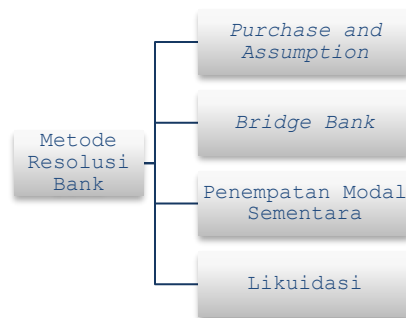 Metode
Resolusi
Bank
Purchase and
Assumption
Bridge Bank
Penempatan Modal
Sementara
Likuidasi